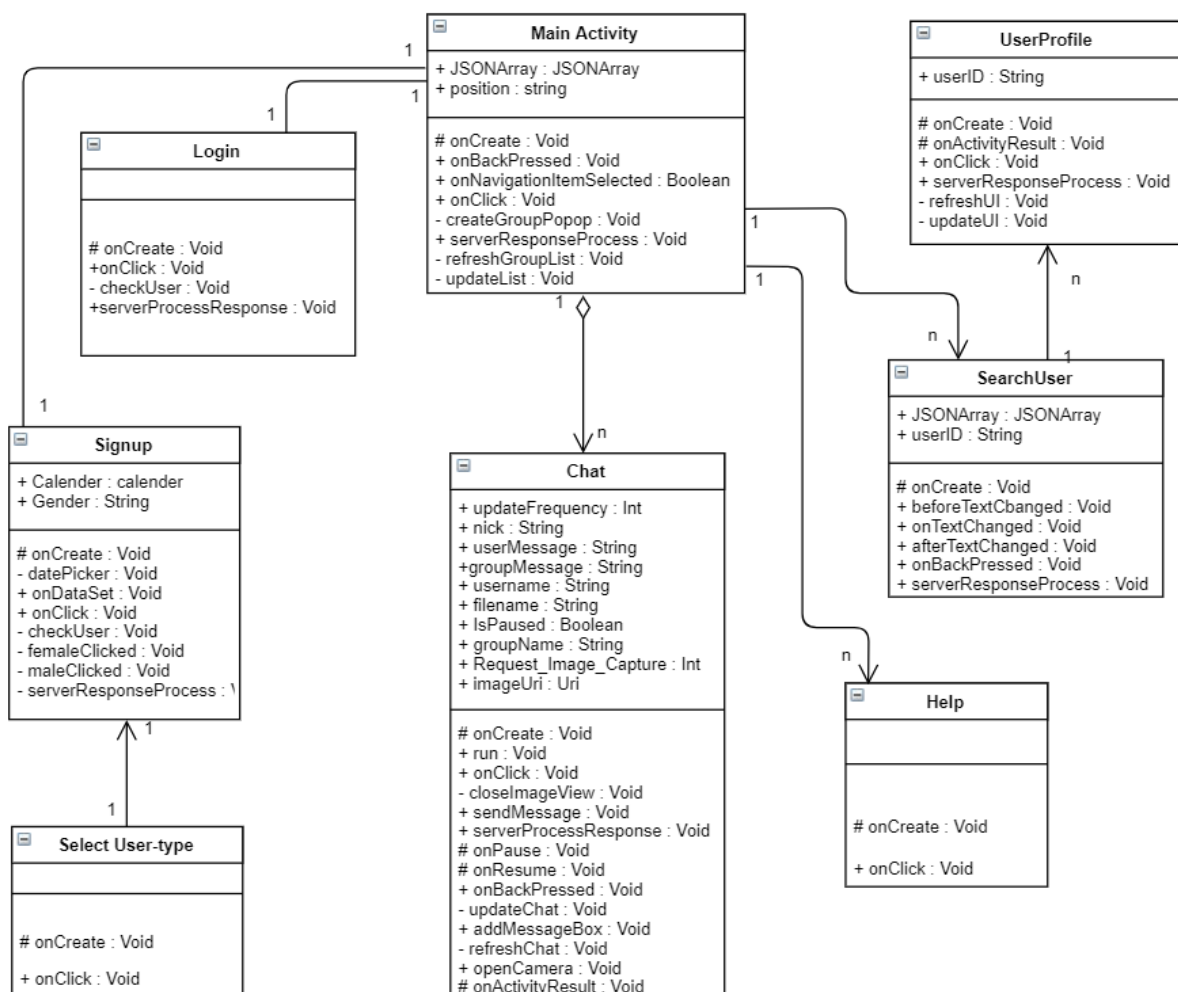 Main Activity
+ JSONArray : JSONArray
+ position : string
# onCreate : Void
+ onBackPressed : Void
+ onNavigationItemSelected : Boolean
+ onClick : Void
- createGroupPopop : Void
+ serverResponseProcess : Void
- refreshGroupList : Void
- updateList : Void
UserProfile
+ userID : String
# onCreate : Void
# onActivityResult : Void
+ onClick : Void
+ serverResponseProcess : Void
- refreshUI : Void
- updateUI : Void
1
1
1
Login
# onCreate : Void
+onClick : Void
- checkUser : Void
+serverProcessResponse : Void
1
1
1
n
n
1
SearchUser
+ JSONArray : JSONArray
+ userID : String
# onCreate : Void
+ beforeTextCbanged : Void
+ onTextChanged : Void
+ afterTextChanged : Void
+ onBackPressed : Void
+ serverResponseProcess : Void
1
Signup
+ Calender : calender
+ Gender : String
# onCreate : Void
- datePicker : Void
+ onDataSet : Void
+ onClick : Void
- checkUser : Void
- femaleClicked : Void
- maleClicked : Void
- serverResponseProcess : \
n
Chat
+ updateFrequency : Int
+ nick : String
+ userMessage : String
+groupMessage : String
+ username : String
+ filename : String
+ IsPaused : Boolean
+ groupName : String
+ Request_Image_Capture : Int
+ imageUri : Uri
# onCreate : Void
+ run : Void
+ onClick : Void
- closeImageView : Void
+ sendMessage : Void
+ serverProcessResponse : Void
# onPause : Void
# onResume : Void
+ onBackPressed : Void
- updateChat : Void
+ addMessageBox : Void
- refreshChat : Void
+ openCamera : Void
# onActivityResult : Void
n
Help
# onCreate : Void
+ onClick : Void
1
1
Select User-type
# onCreate : Void
+ onClick : Void